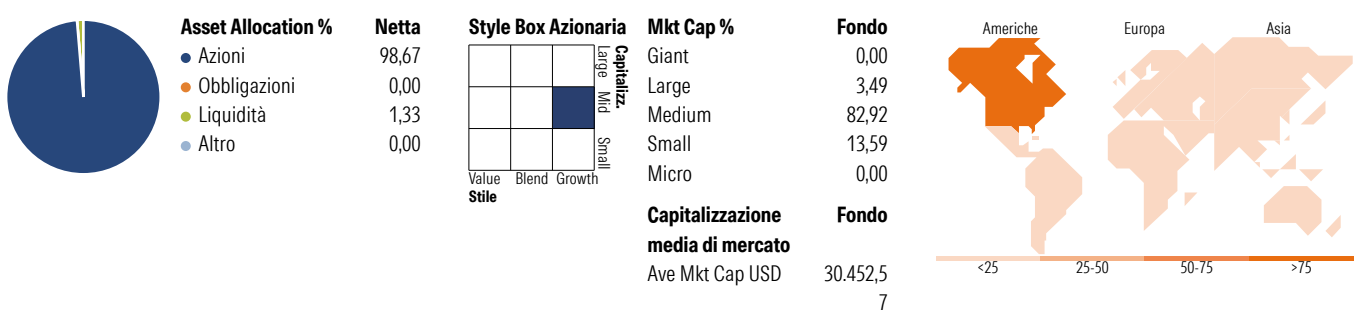 Asset Allocation % Netta
Azioni 98,67
Obbligazioni 0,00
Liquidità 1,33
Altro 0,00
Style Box Azionaria
Large
Mid
Small
Capitalizz.
Value Blend Growth
Stile
Mkt Cap % Fondo
Giant 0,00
Large 3,49
Medium 82,92
Small 13,59
Micro 0,00
Capitalizzazione Fondo
media di mercato
Ave Mkt Cap USD 30.452,5
7
Americhe Europa Asia
<25 25-50 50-75 >75